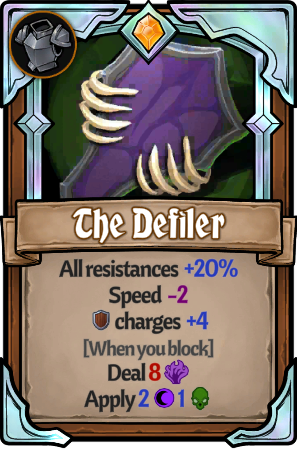 The Defiler
All resistances +20%
Speed -2
charges +4
[When you block]
Deal 8
Apply 2 1